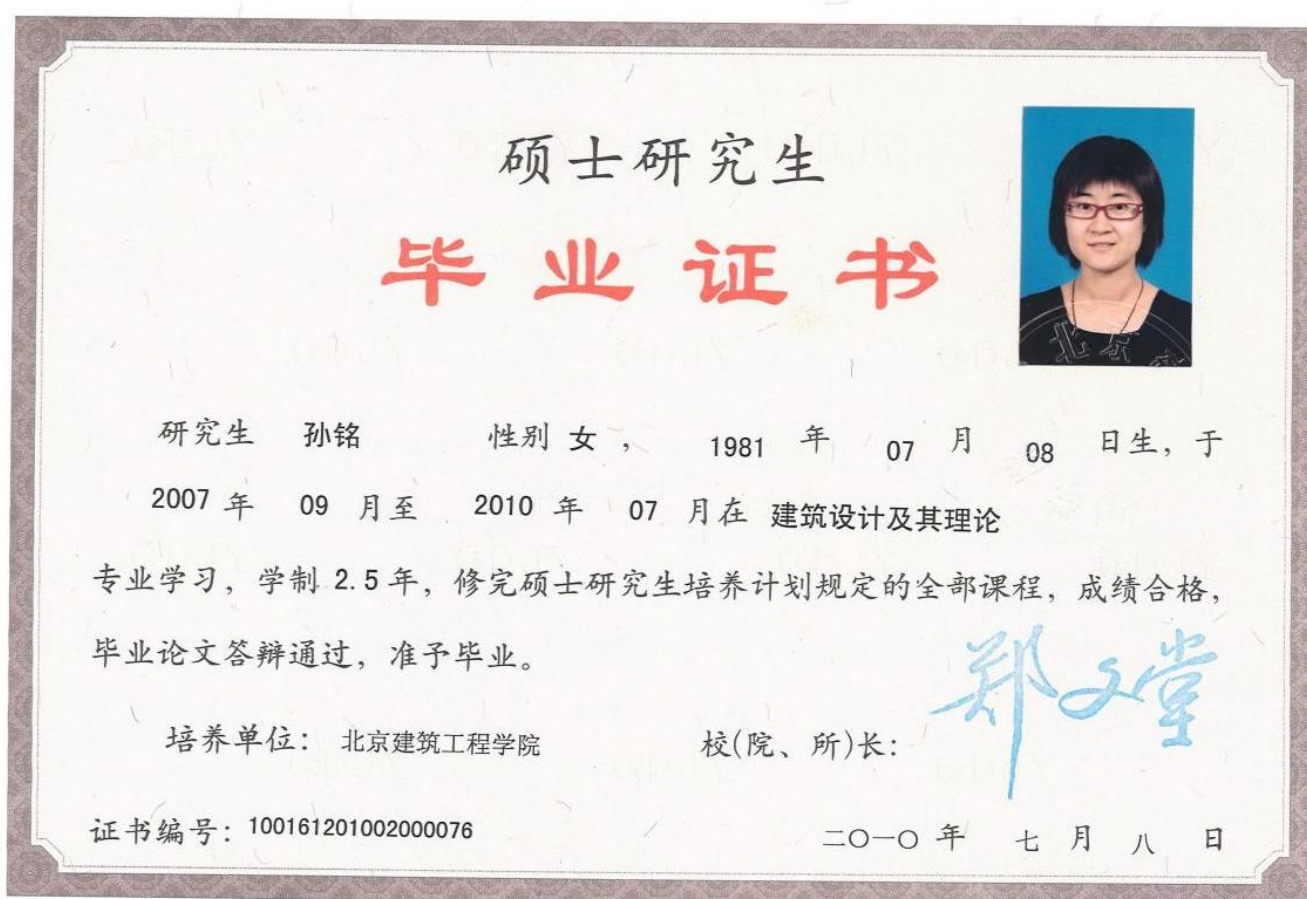 硕士研究生
毕业证书
研究生 孙铭 性别 女 , 1981 年 07 月 08 日生, 于
2007 年 09 月至 2010 年 07 月在 建筑设计及其理论
专业学习, 学制 2.5 年, 修完硕士研究生培养计划规定的全部课程, 成绩合格,
毕业论文答辩通过, 准予毕业。
培养单位: 北京建筑工程学院 校(院、所)长: 郑文堂
证书编号: 100161201002000076 二〇一〇 年 七 月 八 日
北京